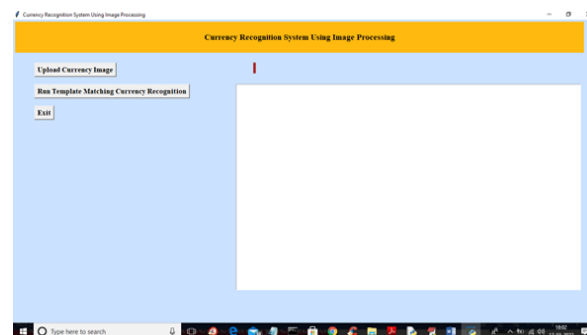 Currency Recognition System Using Image Processing
Currency Recognition System Using Image Processing
Upload Currency Image
Run Template Matching Currency Recognition
Exit
Type here to search